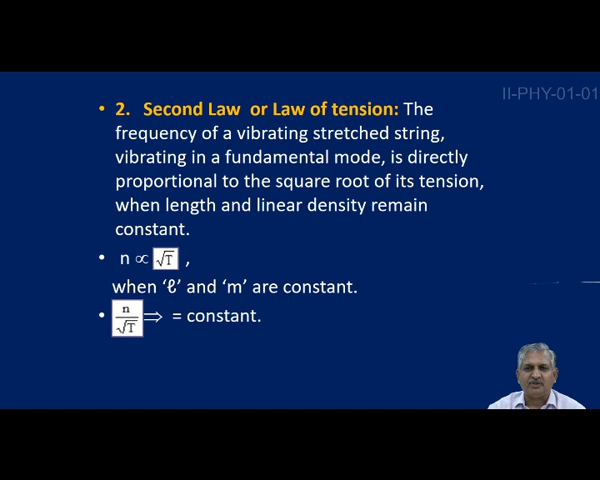 II-PHY-01-01
• 2. Second Law or Law of tension: The
frequency of a vibrating stretched string,
vibrating in a fundamental mode, is directly
proportional to the square root of its tension,
when length and linear density remain
constant.
• n ∝ √T ,
when ‘ℓ’ and ‘m’ are constant.
• n/√T ⇒ = constant.